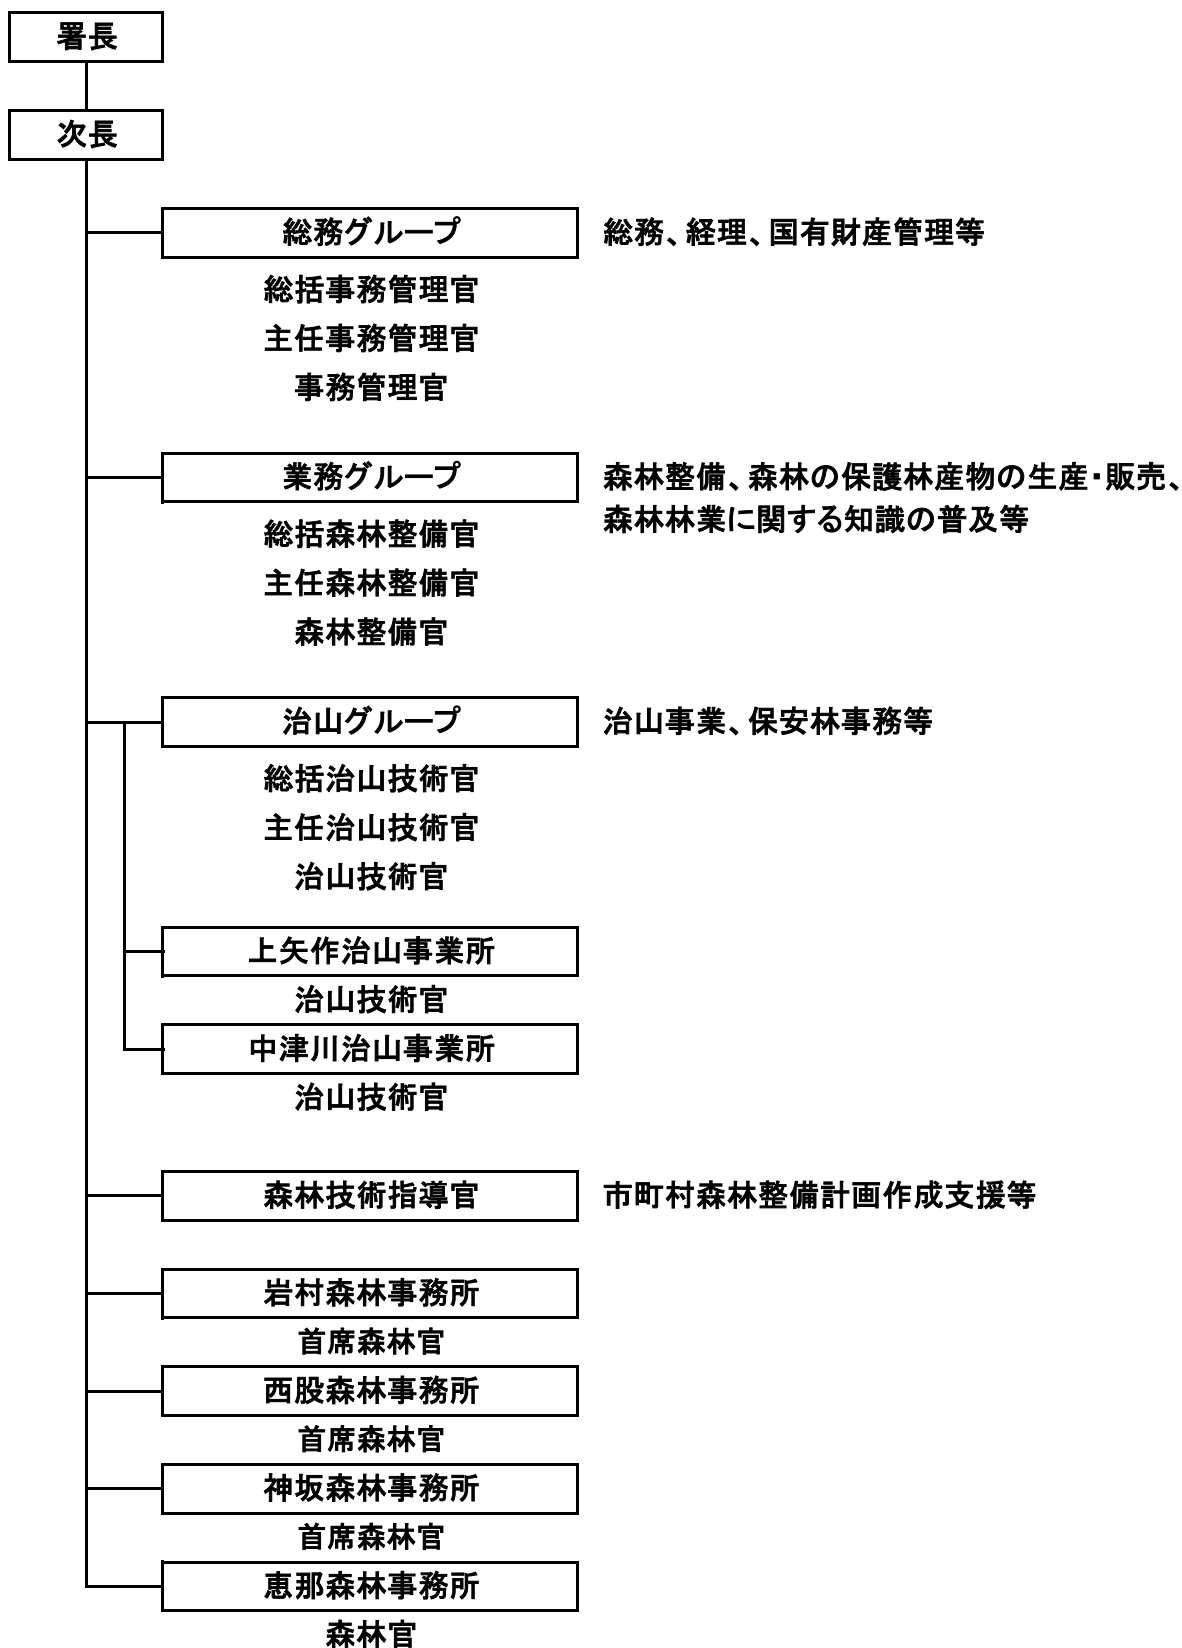 署長
次長
総務グループ
総務、経理、国有財産管理等
総括事務管理官
主任事務管理官
事務管理官
業務グループ
森林整備、森林の保護林産物の生産・販売、
森林林業に関する知識の普及等
総括森林整備官
主任森林整備官
森林整備官
治山グループ
治山事業、保安林事務等
総括治山技術官
主任治山技術官
治山技術官
上矢作治山事業所
治山技術官
中津川治山事業所
治山技術官
森林技術指導官
市町村森林整備計画作成支援等
岩村森林事務所
首席森林官
西股森林事務所
首席森林官
神坂森林事務所
首席森林官
恵那森林事務所
森林官